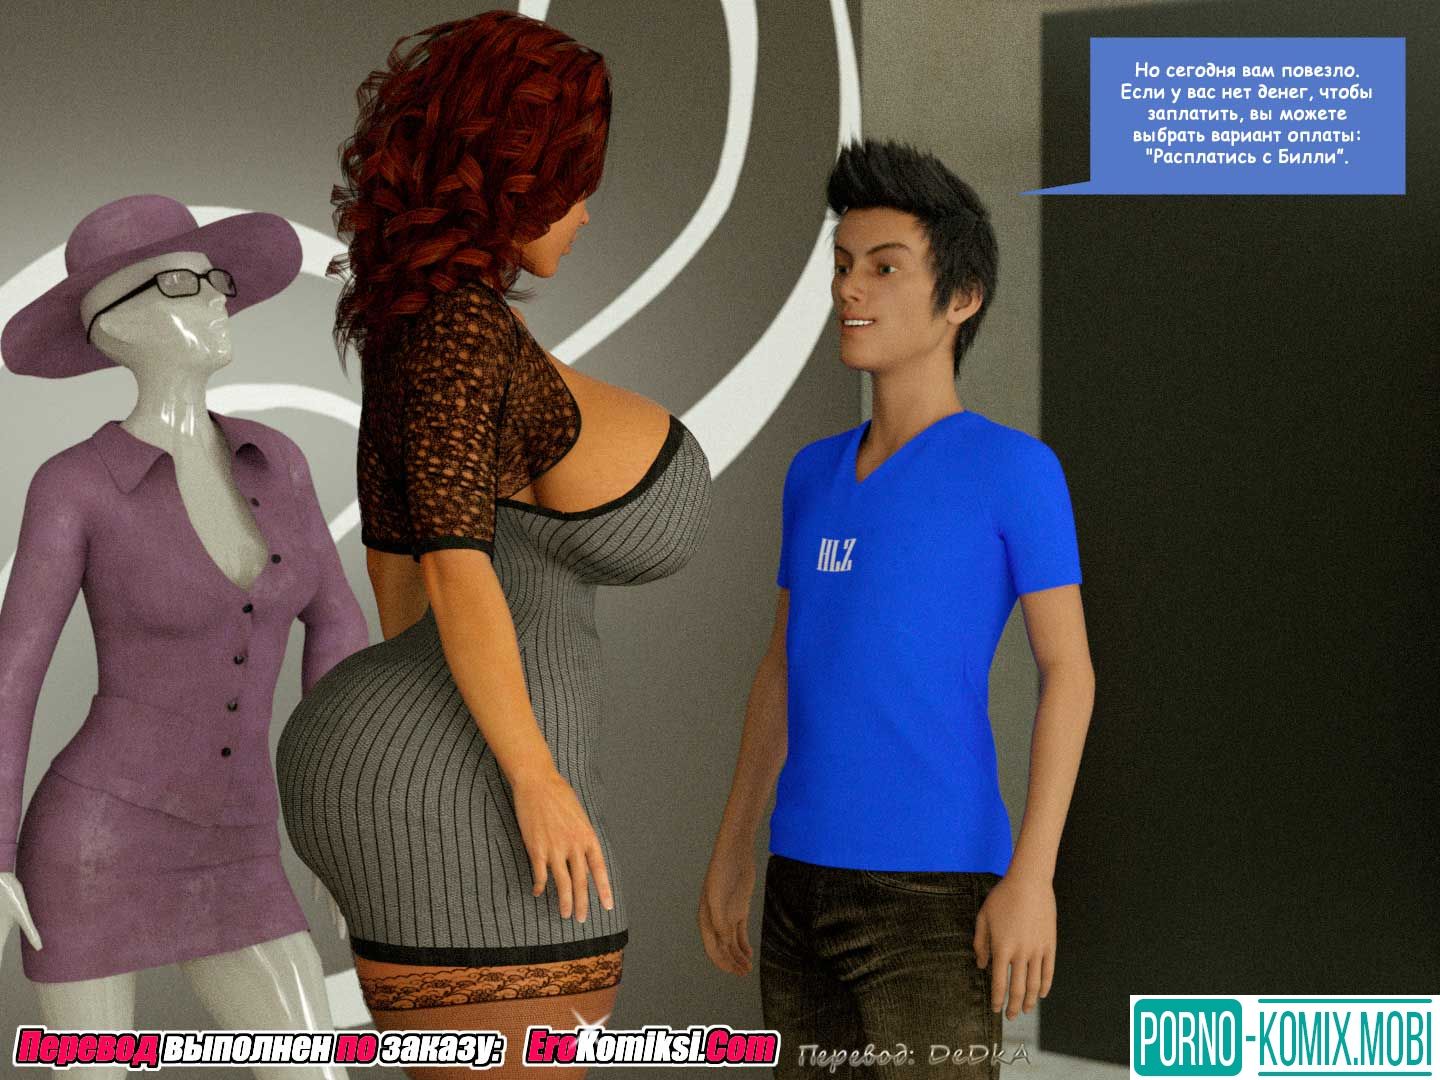 Но сегодня вам повезло.
Если у вас нет денег, чтобы
заплатить, вы можете
выбрать вариант оплаты:
"Расплатись с Билли".
HLZ
Перевод выполнен по заказу: EroKomiksi.Com
Перевод: DeDkA
PORNO-KOMIX.MOBI